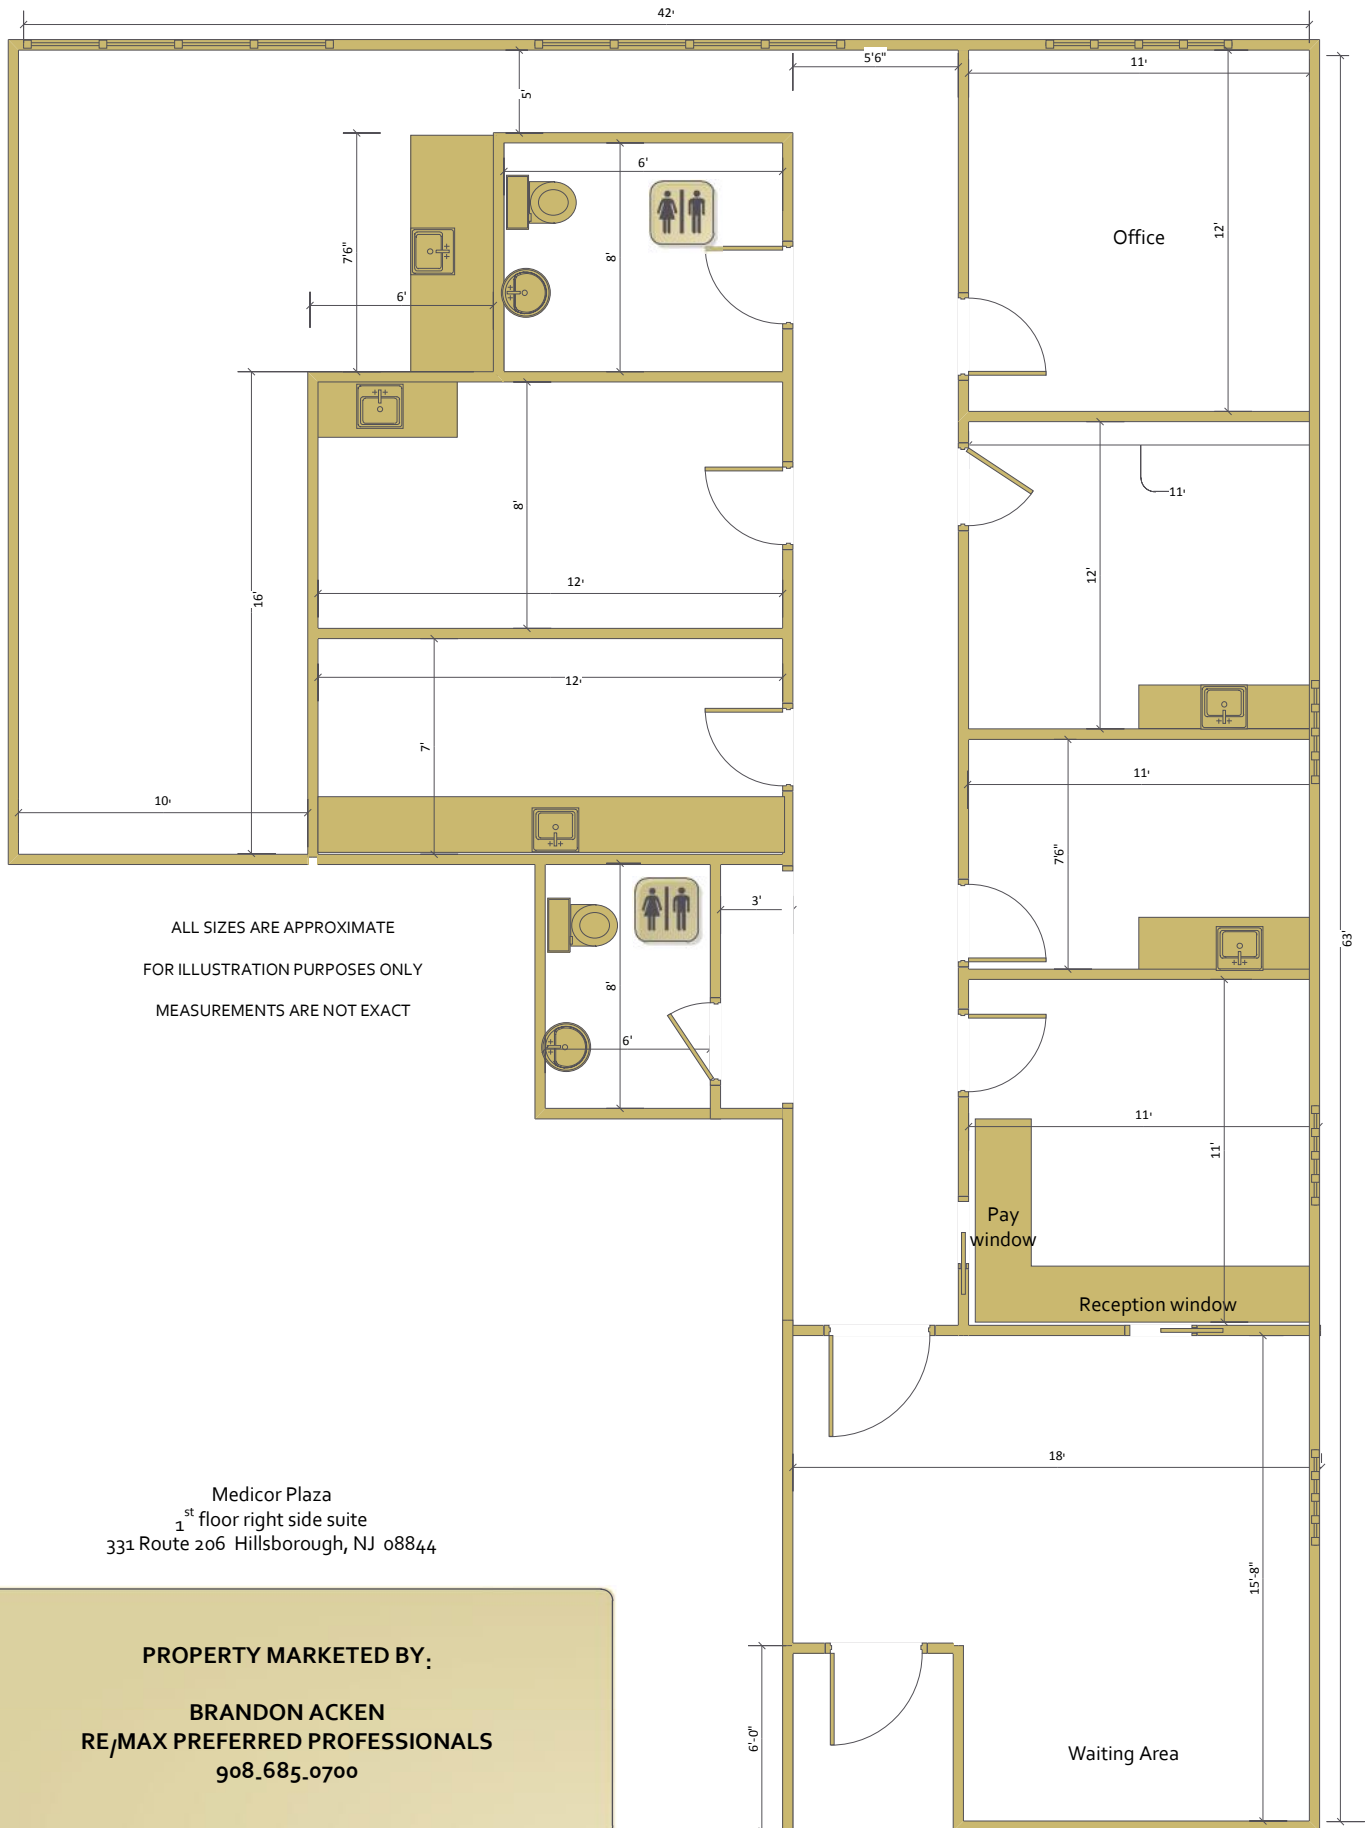 42'
5'6"
11'
5'
6'
7'6"
8'
6'
Office
12'
11'
8'
12'
12'
16'
12'
7'
11'
10'
7'6"
3'
ALL SIZES ARE APPROXIMATE
FOR ILLUSTRATION PURPOSES ONLY
MEASUREMENTS ARE NOT EXACT
63'
8'
6'
11'
11'
Pay
window
Reception window
18'
Medicor Plaza
1st floor right side suite
331 Route 206 Hillsborough, NJ 08844
15'-8"
PROPERTY MARKETED BY:
BRANDON ACKEN
RE/MAX PREFERRED PROFESSIONALS
908-685-0700
6'-0"
Waiting Area